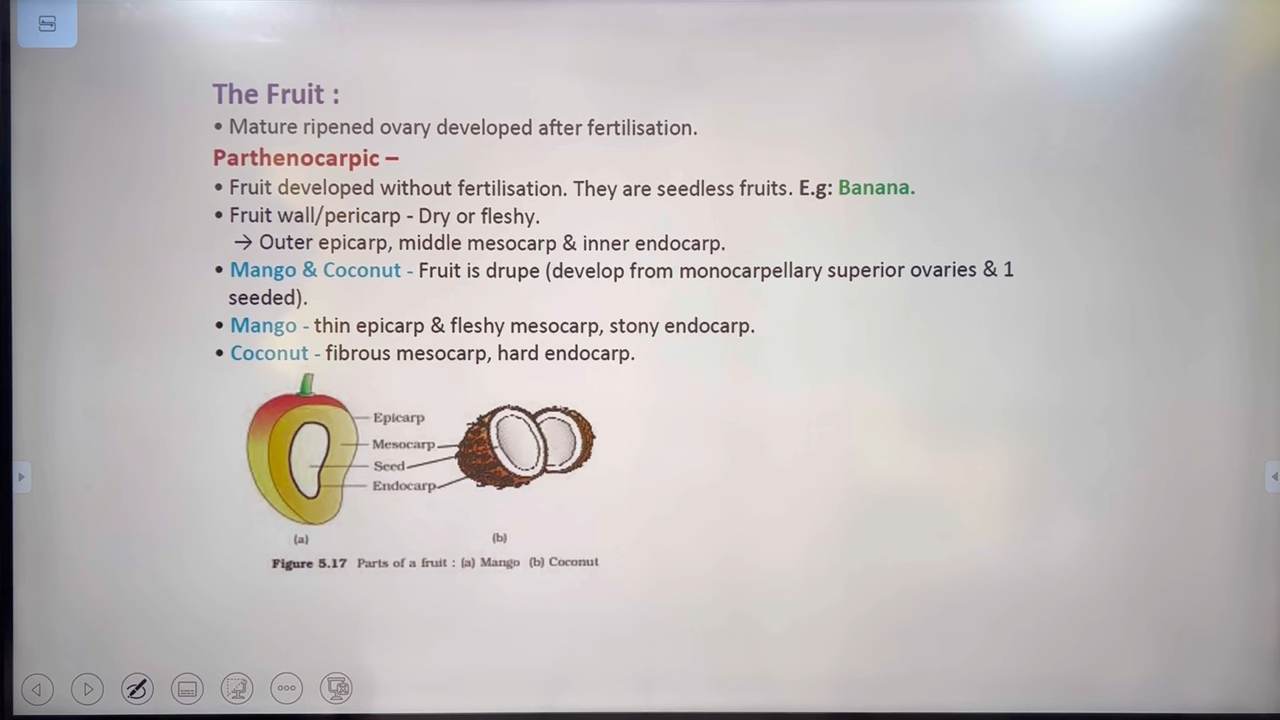 The Fruit :
• Mature ripened ovary developed after fertilisation.
Parthenocarpic –
• Fruit developed without fertilisation. They are seedless fruits. E.g: Banana.
• Fruit wall/pericarp - Dry or fleshy.
→ Outer epicarp, middle mesocarp & inner endocarp.
• Mango & Coconut - Fruit is drupe (develop from monocarpellary superior ovaries & 1
seeded).
• Mango - thin epicarp & fleshy mesocarp, stony endocarp.
• Coconut - fibrous mesocarp, hard endocarp.
Epicarp
Mesocarp
Seed
Endocarp
(a)
(b)
Figure 5.17 Parts of a fruit : (a) Mango (b) Coconut